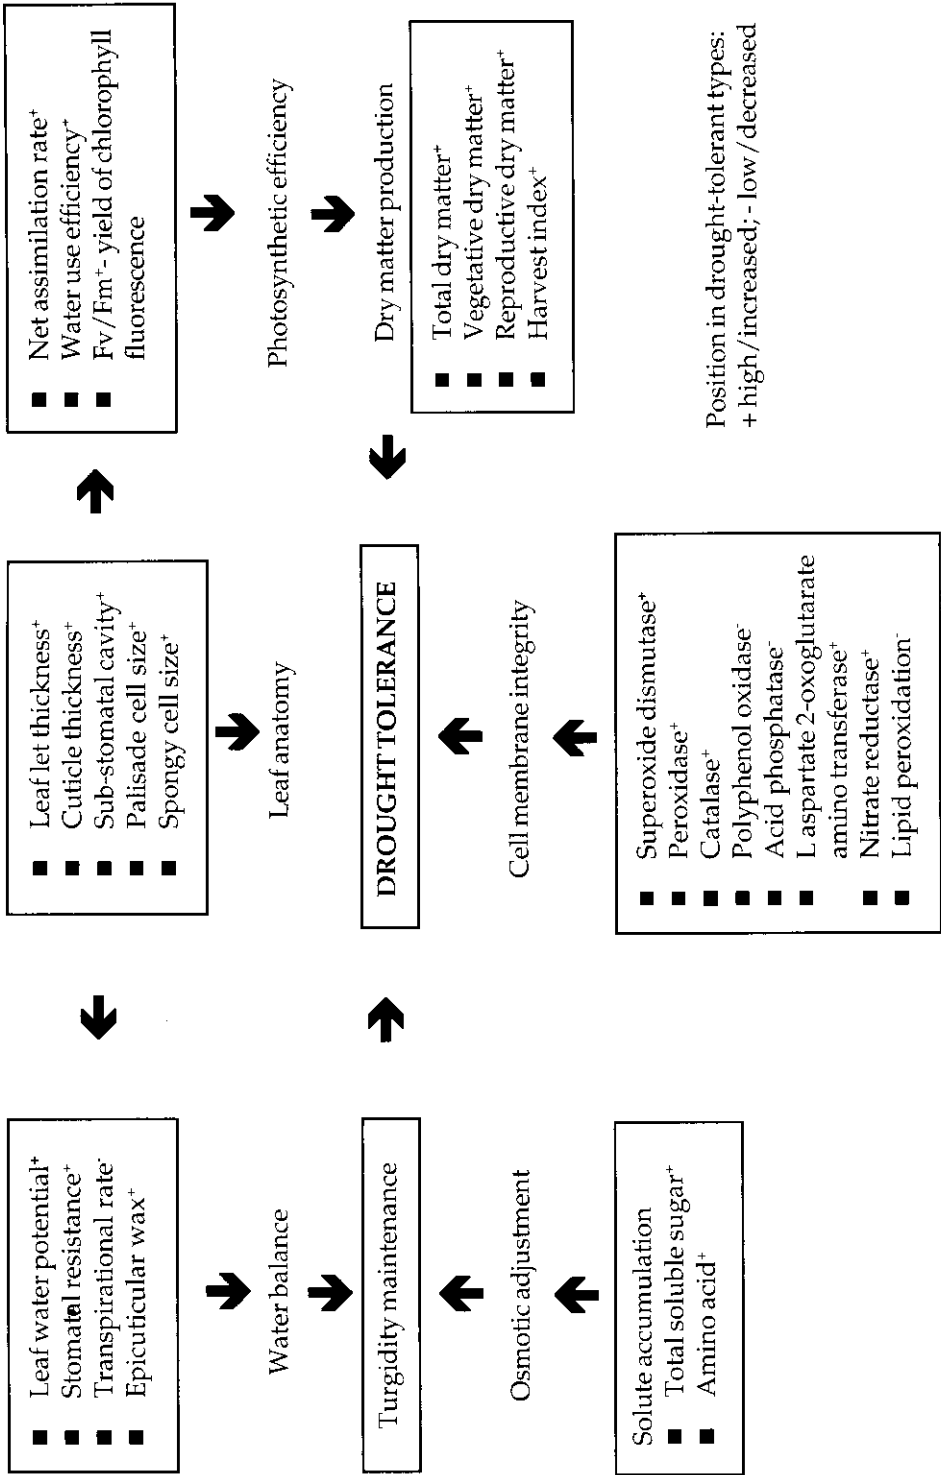 ■ Leaf water potential⁺
■ Stomatal resistance⁺
■ Transpirational rate⁻
■ Epicuticular wax⁺
Water balance
Turgidity maintenance
Osmotic adjustment
Solute accumulation
■ Total soluble sugar⁺
■ Amino acid⁺
■ Leaf let thickness⁺
■ Cuticle thickness⁺
■ Sub-stomatal cavity⁺
■ Palisade cell size⁺
■ Spongy cell size⁺
Leaf anatomy
DROUGHT TOLERANCE
Cell membrane integrity
■ Superoxide dismutase⁺
■ Peroxidase⁺
■ Catalase⁺
■ Polyphenol oxidase⁻
■ Acid phosphatase⁻
■ Laspartate 2-oxoglutarate
amino transferase⁺
■ Nitrate reductase⁺
■ Lipid peroxidation⁻
■ Net assimilation rate⁺
■ Water use efficiency⁺
■ Fv/Fm⁺- yield of chlorophyll
fluorescence
Photosynthetic efficiency
Dry matter production
■ Total dry matter⁺
■ Vegetative dry matter⁺
■ Reproductive dry matter⁺
■ Harvest index⁺
Position in drought-tolerant types:
+ high/increased; - low/decreased